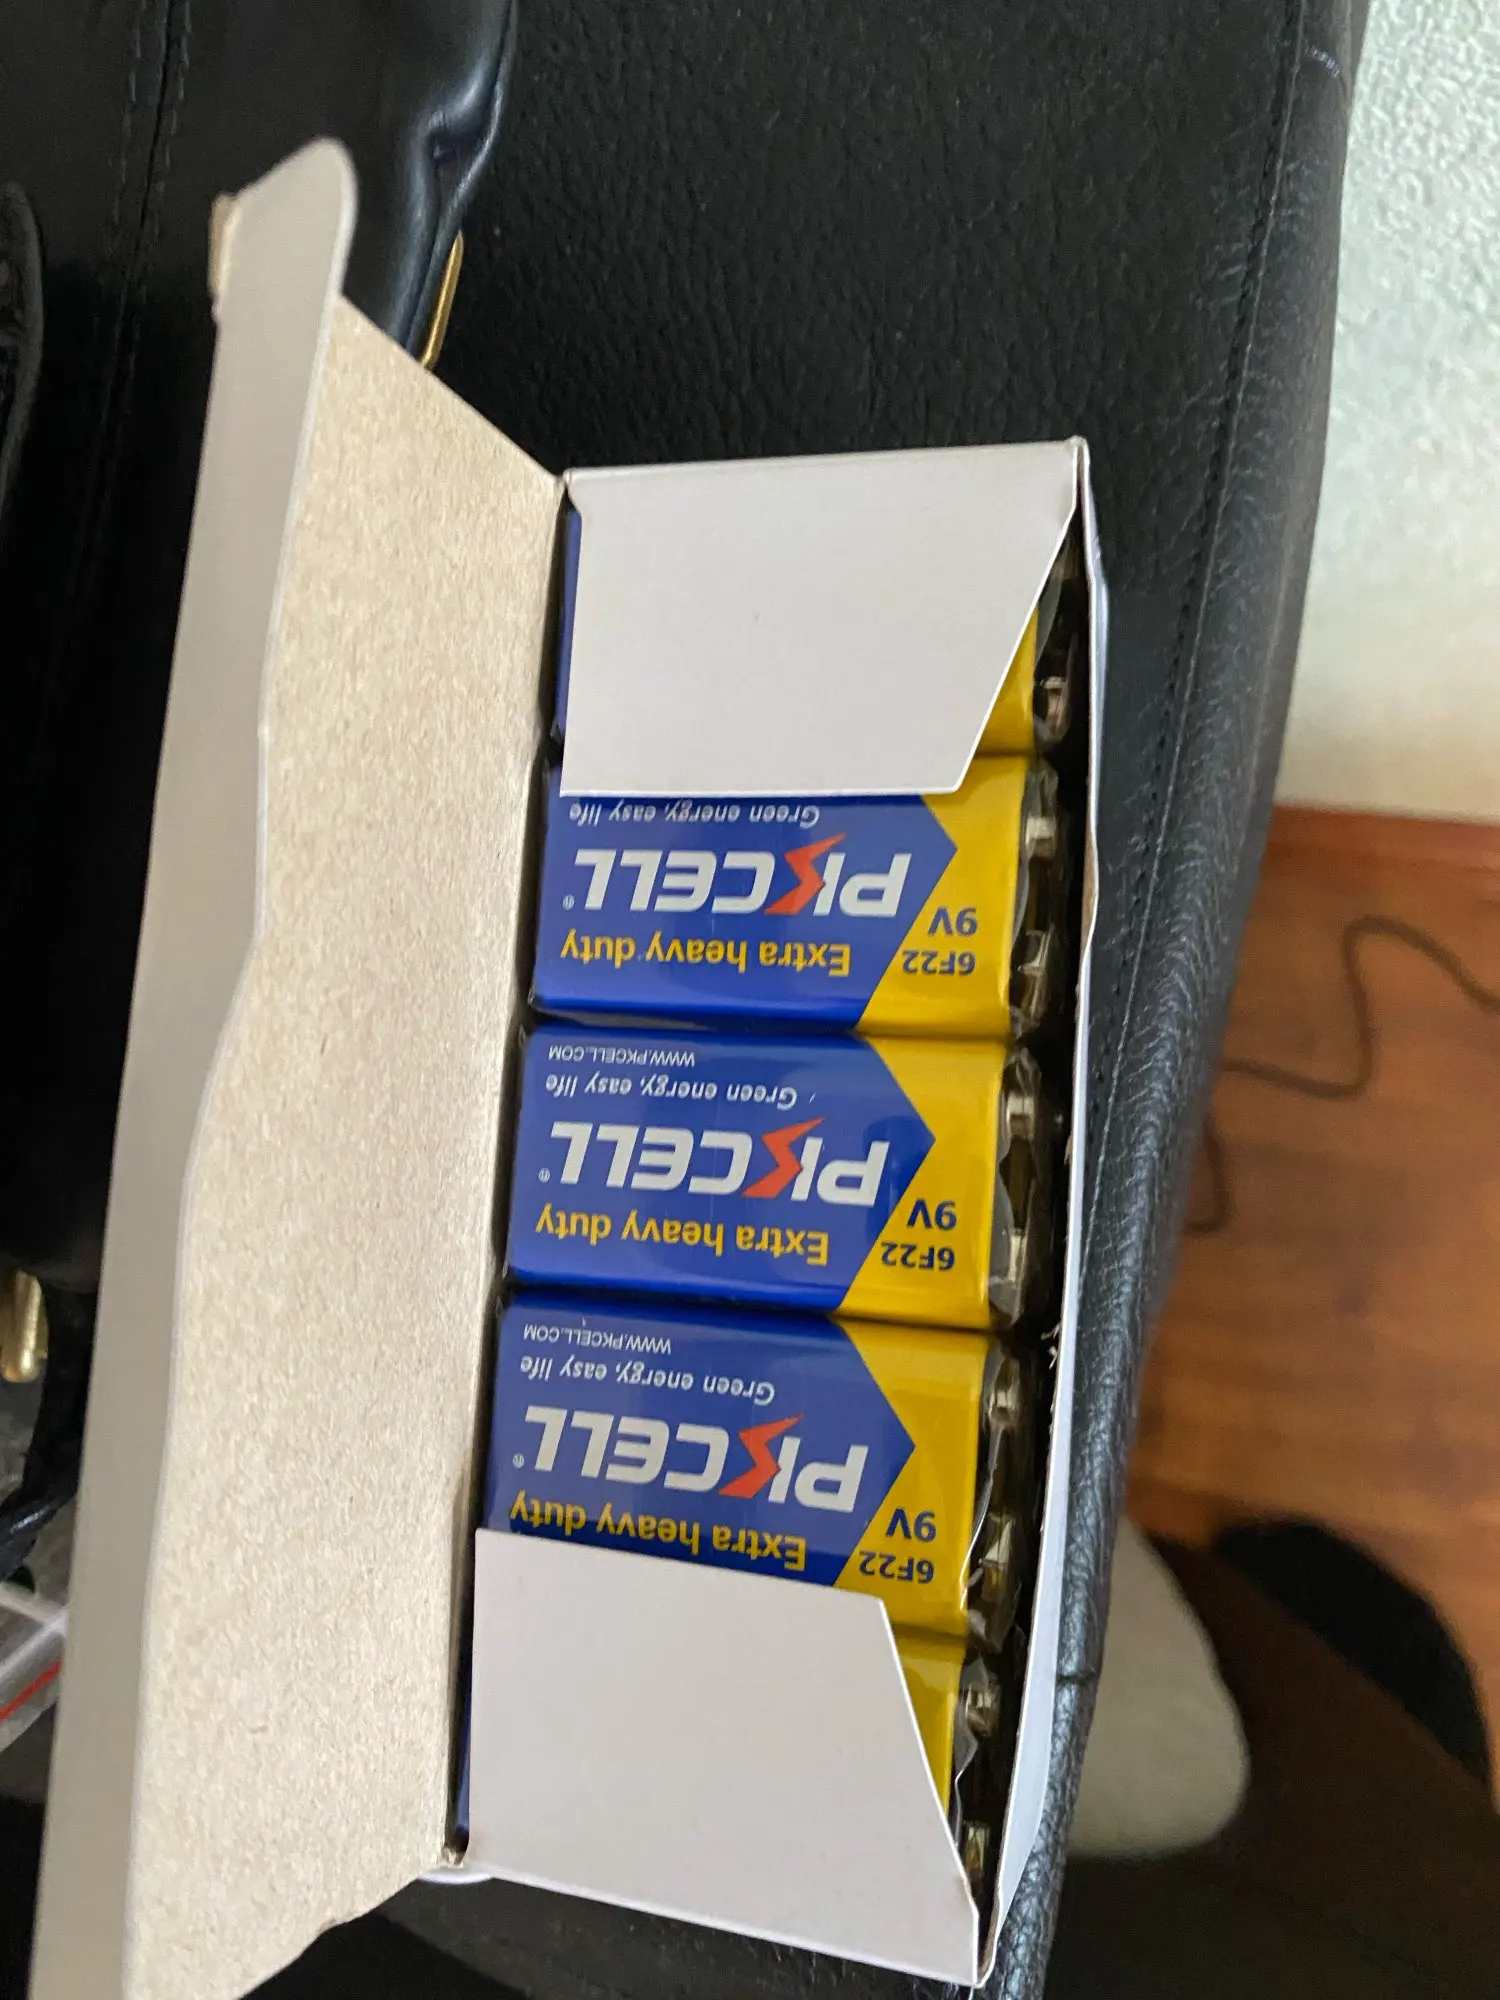 6F22
9V
Extra heavy duty
PKCELL®
Green energy, easy life
WWW.PKCELL.COM
6F22
9V
Extra heavy duty
PKCELL®
Green energy, easy life
WWW.PKCELL.COM
6F22
9V
Extra heavy duty
PKCELL®
Green energy, easy life